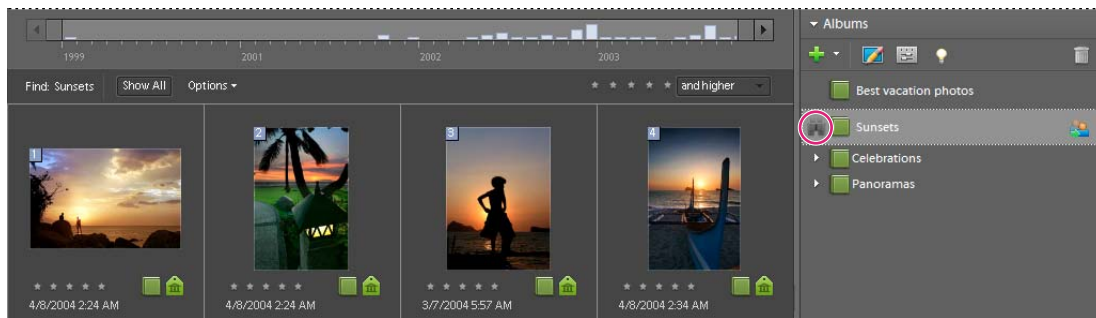 1999
2001
2002
2003
Find: Sunsets
Show All
Options
and higher
1
2
3
4
4/8/2004 2:24 AM
4/8/2004 2:24 AM
3/7/2004 5:57 AM
4/8/2004 2:34 AM
Albums
Best vacation photos
Sunsets
Celebrations
Panoramas